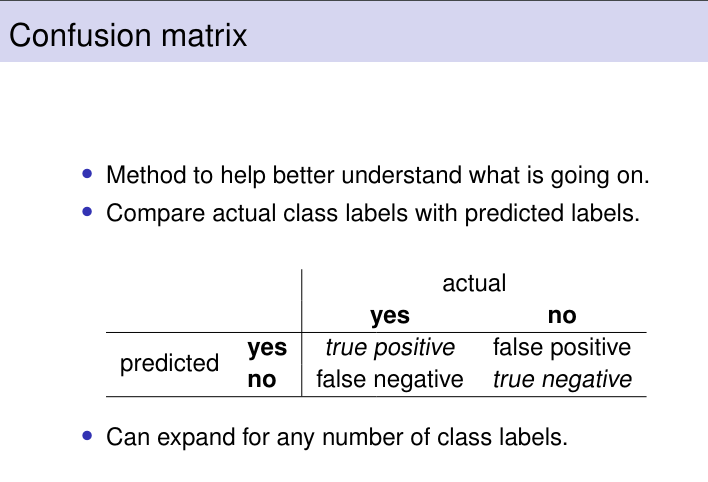 Confusion matrix
• Method to help better understand what is going on.
• Compare actual class labels with predicted labels.
actual
yes no
predicted yes true positive false positive
no false negative true negative
• Can expand for any number of class labels.